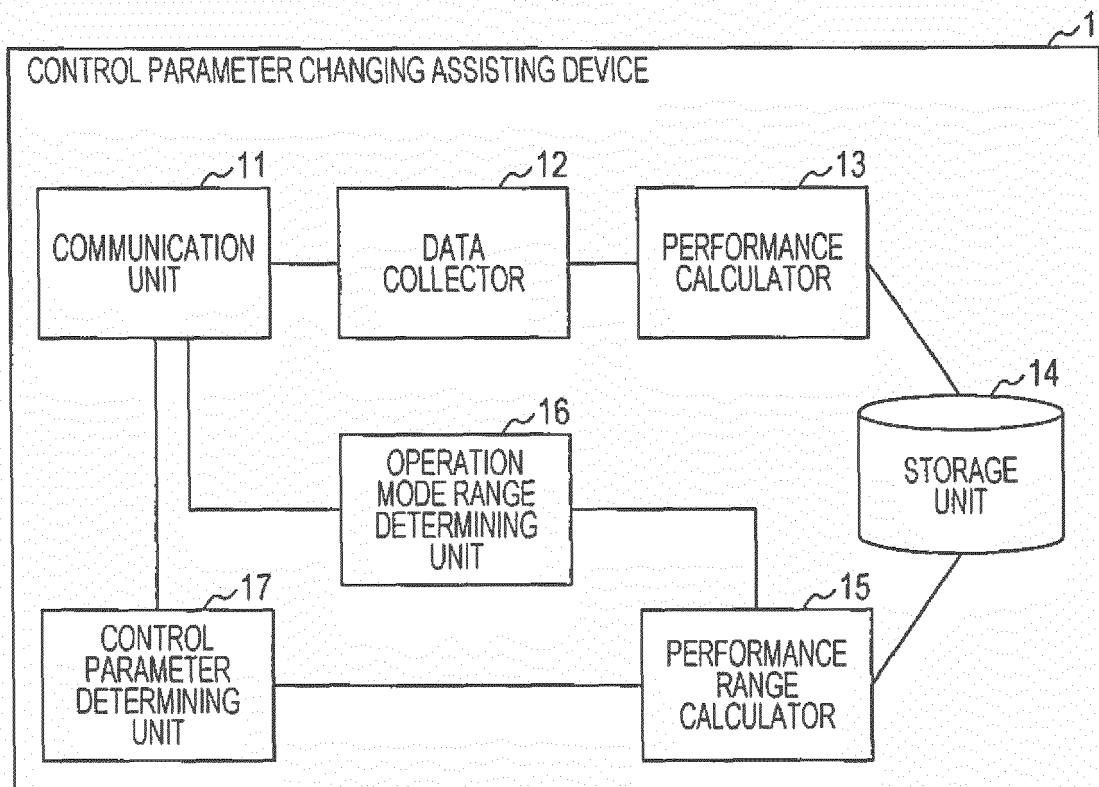 1
CONTROL PARAMETER CHANGING ASSISTING DEVICE
11
COMMUNICATION
UNIT
12
DATA
COLLECTOR
13
PERFORMANCE
CALCULATOR
14
STORAGE
UNIT
16
OPERATION
MODE RANGE
DETERMINING
UNIT
17
CONTROL
PARAMETER
DETERMINING
UNIT
15
PERFORMANCE
RANGE
CALCULATOR